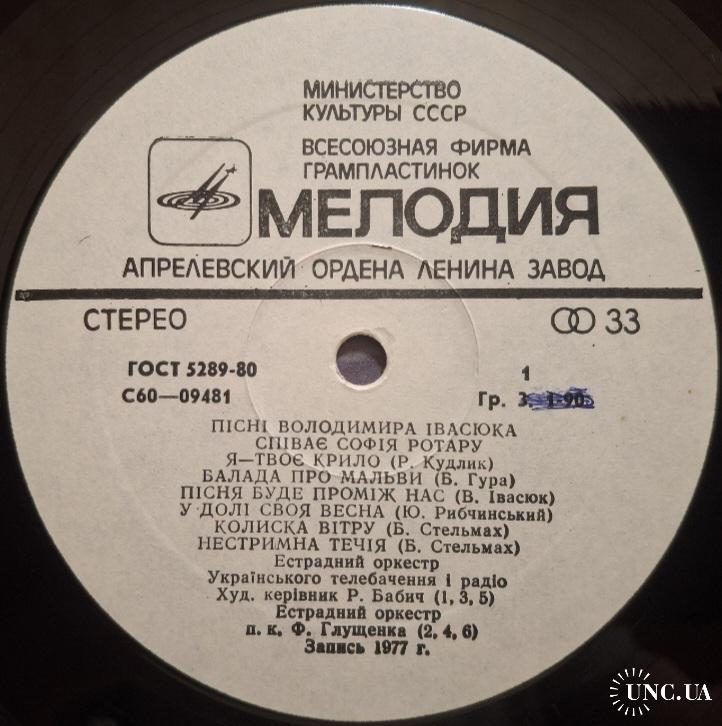 МИНИСТЕРСТВО
КУЛЬТУРЫ СССР
ВСЕСОЮЗНАЯ ФИРМА
ГРАМПЛАСТИНОК
МЕЛОДИЯ
АПРЕЛЕВСКИЙ ОРДЕНА ЛЕНИНА ЗАВОД
СТЕРЕО 33
ГОСТ 5289-80 1
С60—09481 Гр. 3. 1-90
ПІСНІ ВОЛОДИМИРА ІВАСЮКА
СПІВАЄ СОФІЯ РОТАРУ
Я—ТВОЄ КРИЛО (Р. Кудлик)
БАЛАДА ПРО МАЛЬВИ (Б. Гура)
ПІСНЯ БУДЕ ПРОМІЖ НАС (В. Івасюк)
У ДОЛІ СВОЯ ВЕСНА (Ю. Рибчинський)
КОЛИСКА ВІТРУ (Б. Стельмах)
НЕСТРИМНА ТЕЧІЯ (Б. Стельмах)
Естрадний оркестр
Українського телебачення і радіо
Худ. керівник Р. Бабич (1, 3, 5)
Естрадний оркестр
п. к. Ф. Глущенка (2, 4, 6)
Запись 1977 г.
UNC.UA